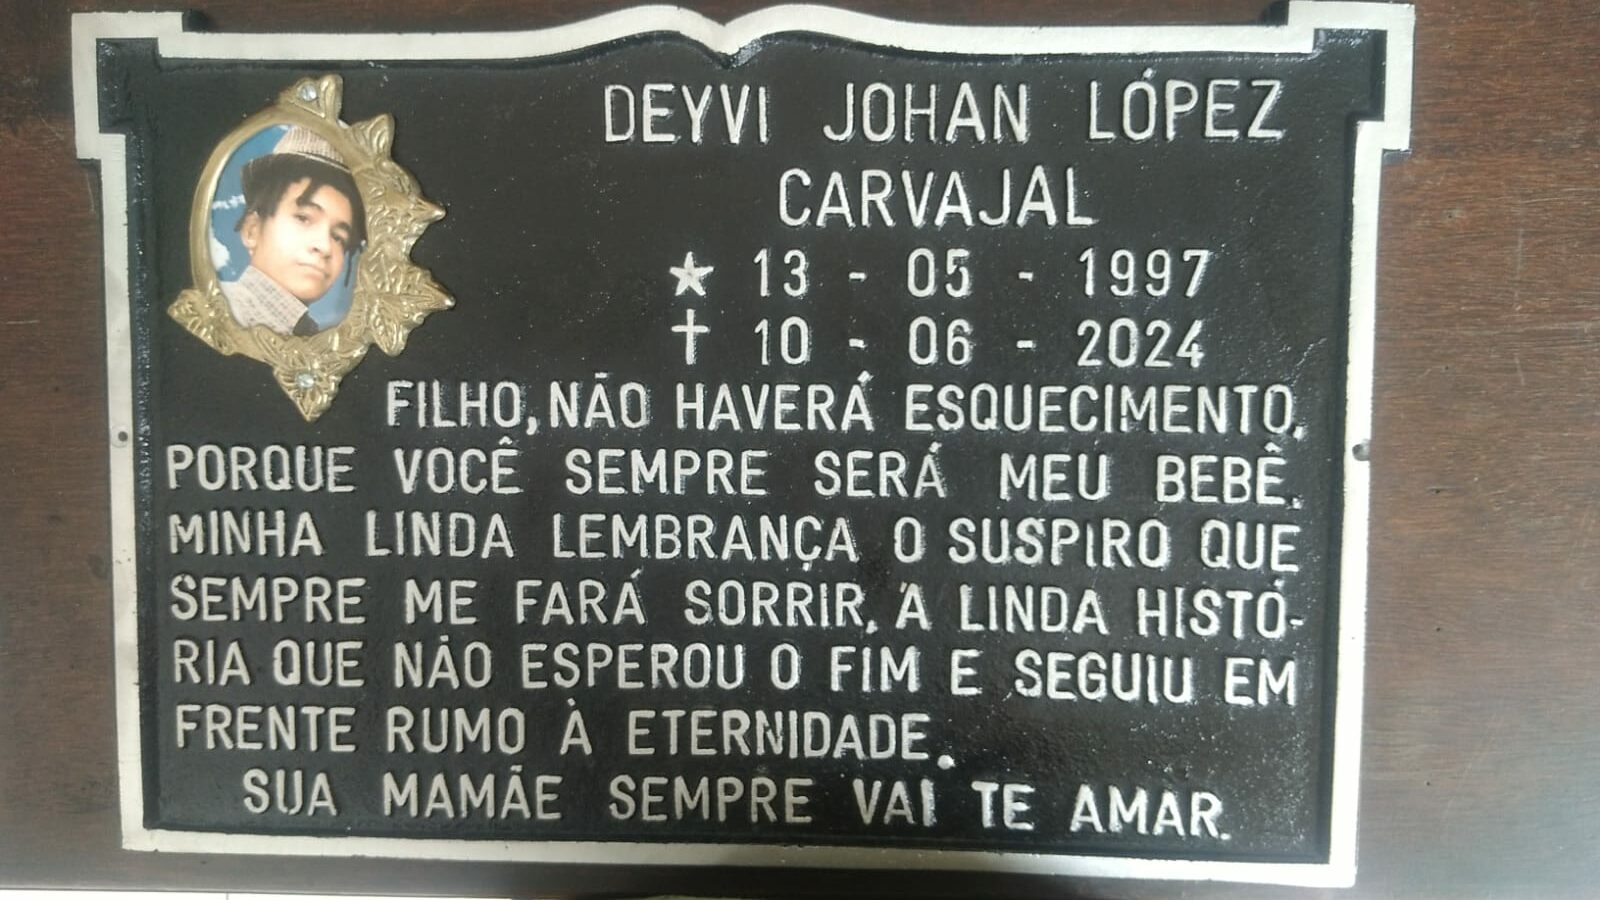 DEYVI JOHAN LÓPEZ
CARVAJAL
★ 13 - 05 - 1997
✝ 10 - 06 - 2024
FILHO, NÃO HAVERÁ ESQUECIMENTO,
PORQUE VOCÊ SEMPRE SERÁ MEU BEBÊ.
MINHA LINDA LEMBRANÇA O SUSPIRO QUE
SEMPRE ME FARÁ SORRIR, A LINDA HISTÓ-
RIA QUE NÃO ESPEROU O FIM E SEGUIU EM
FRENTE RUMO À ETERNIDADE.
SUA MAMÃE SEMPRE VAI TE AMAR.